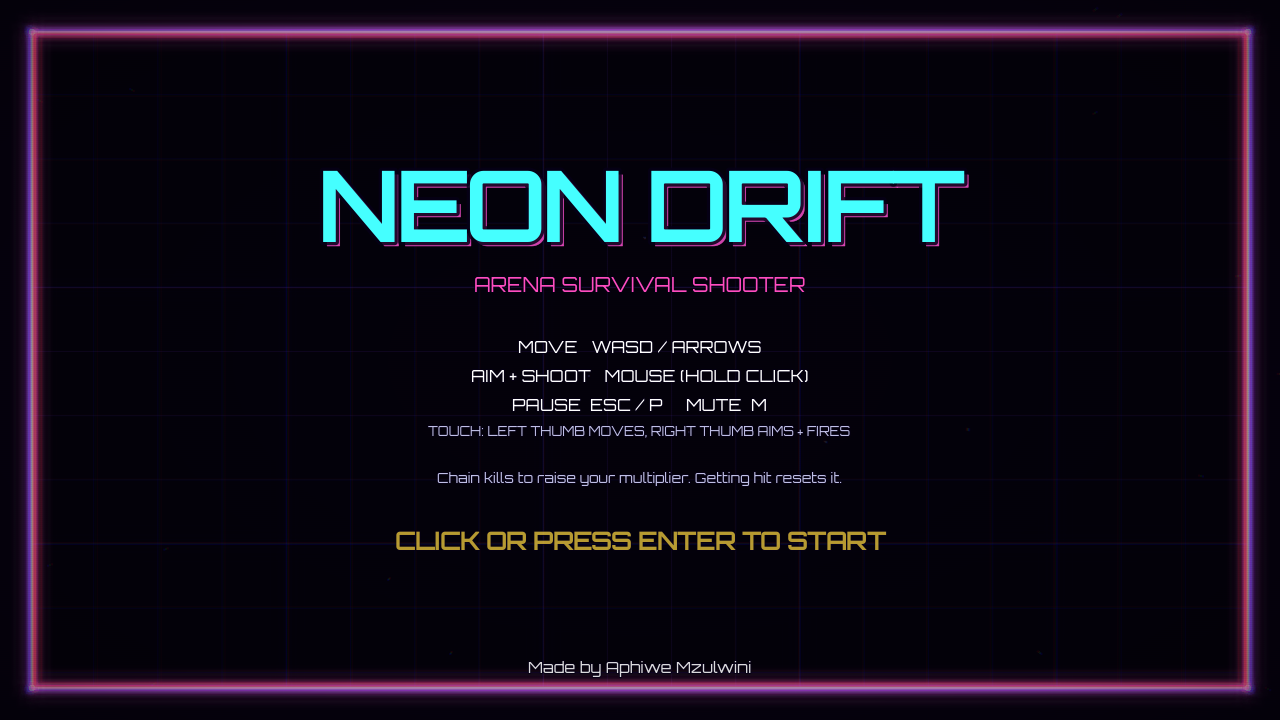 NEON DRIFT
ARENA SURVIVAL SHOOTER
MOVE WASD / ARROWS
AIM + SHOOT MOUSE (HOLD CLICK)
PAUSE ESC / P MUTE M
TOUCH: LEFT THUMB MOVES, RIGHT THUMB AIMS + FIRES
Chain kills to raise your multiplier. Getting hit resets it.
CLICK OR PRESS ENTER TO START
Made by Aphiwe Mzulwini